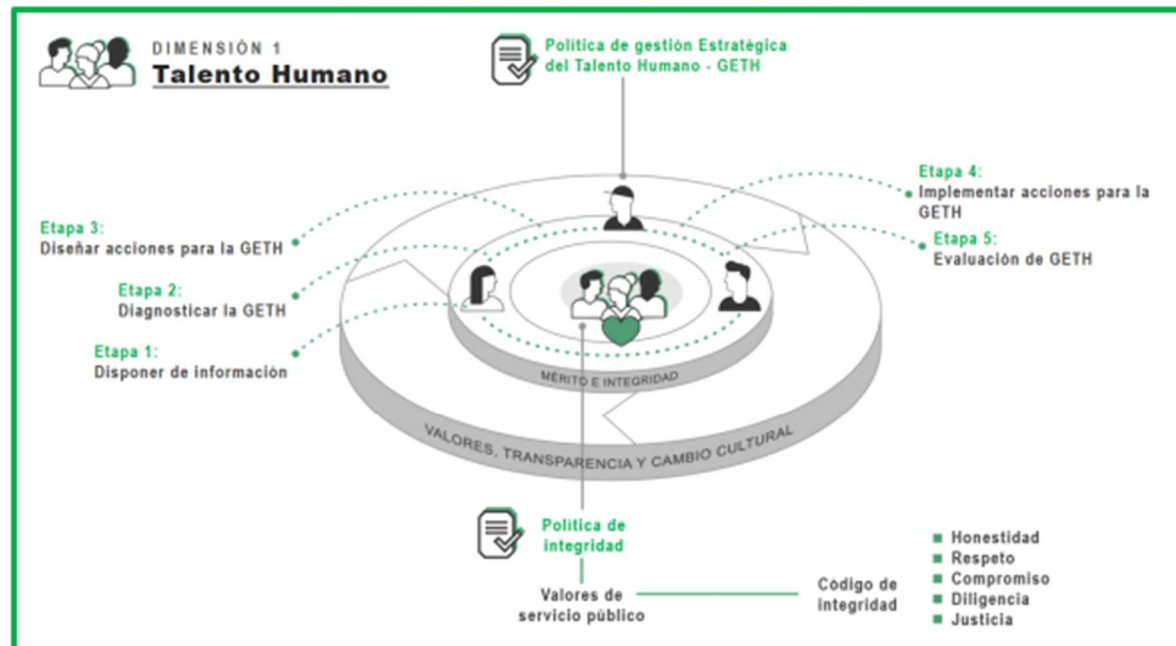 DIMENSIÓN 1
Talento Humano
Política de gestión Estratégica
del Talento Humano - GETH
Etapa 3:
Diseñar acciones para la GETH
Etapa 2:
Diagnosticar la GETH
Etapa 1:
Disponer de información
Etapa 4:
Implementar acciones para la
GETH
Etapa 5:
Evaluación de GETH
MÉRITO E INTEGRIDAD
VALORES, TRANSPARENCIA Y CAMBIO CULTURAL
Política de
integridad
Valores de
servicio público
Código de
integridad
Honestidad
Respeto
Compromiso
Diligencia
Justicia